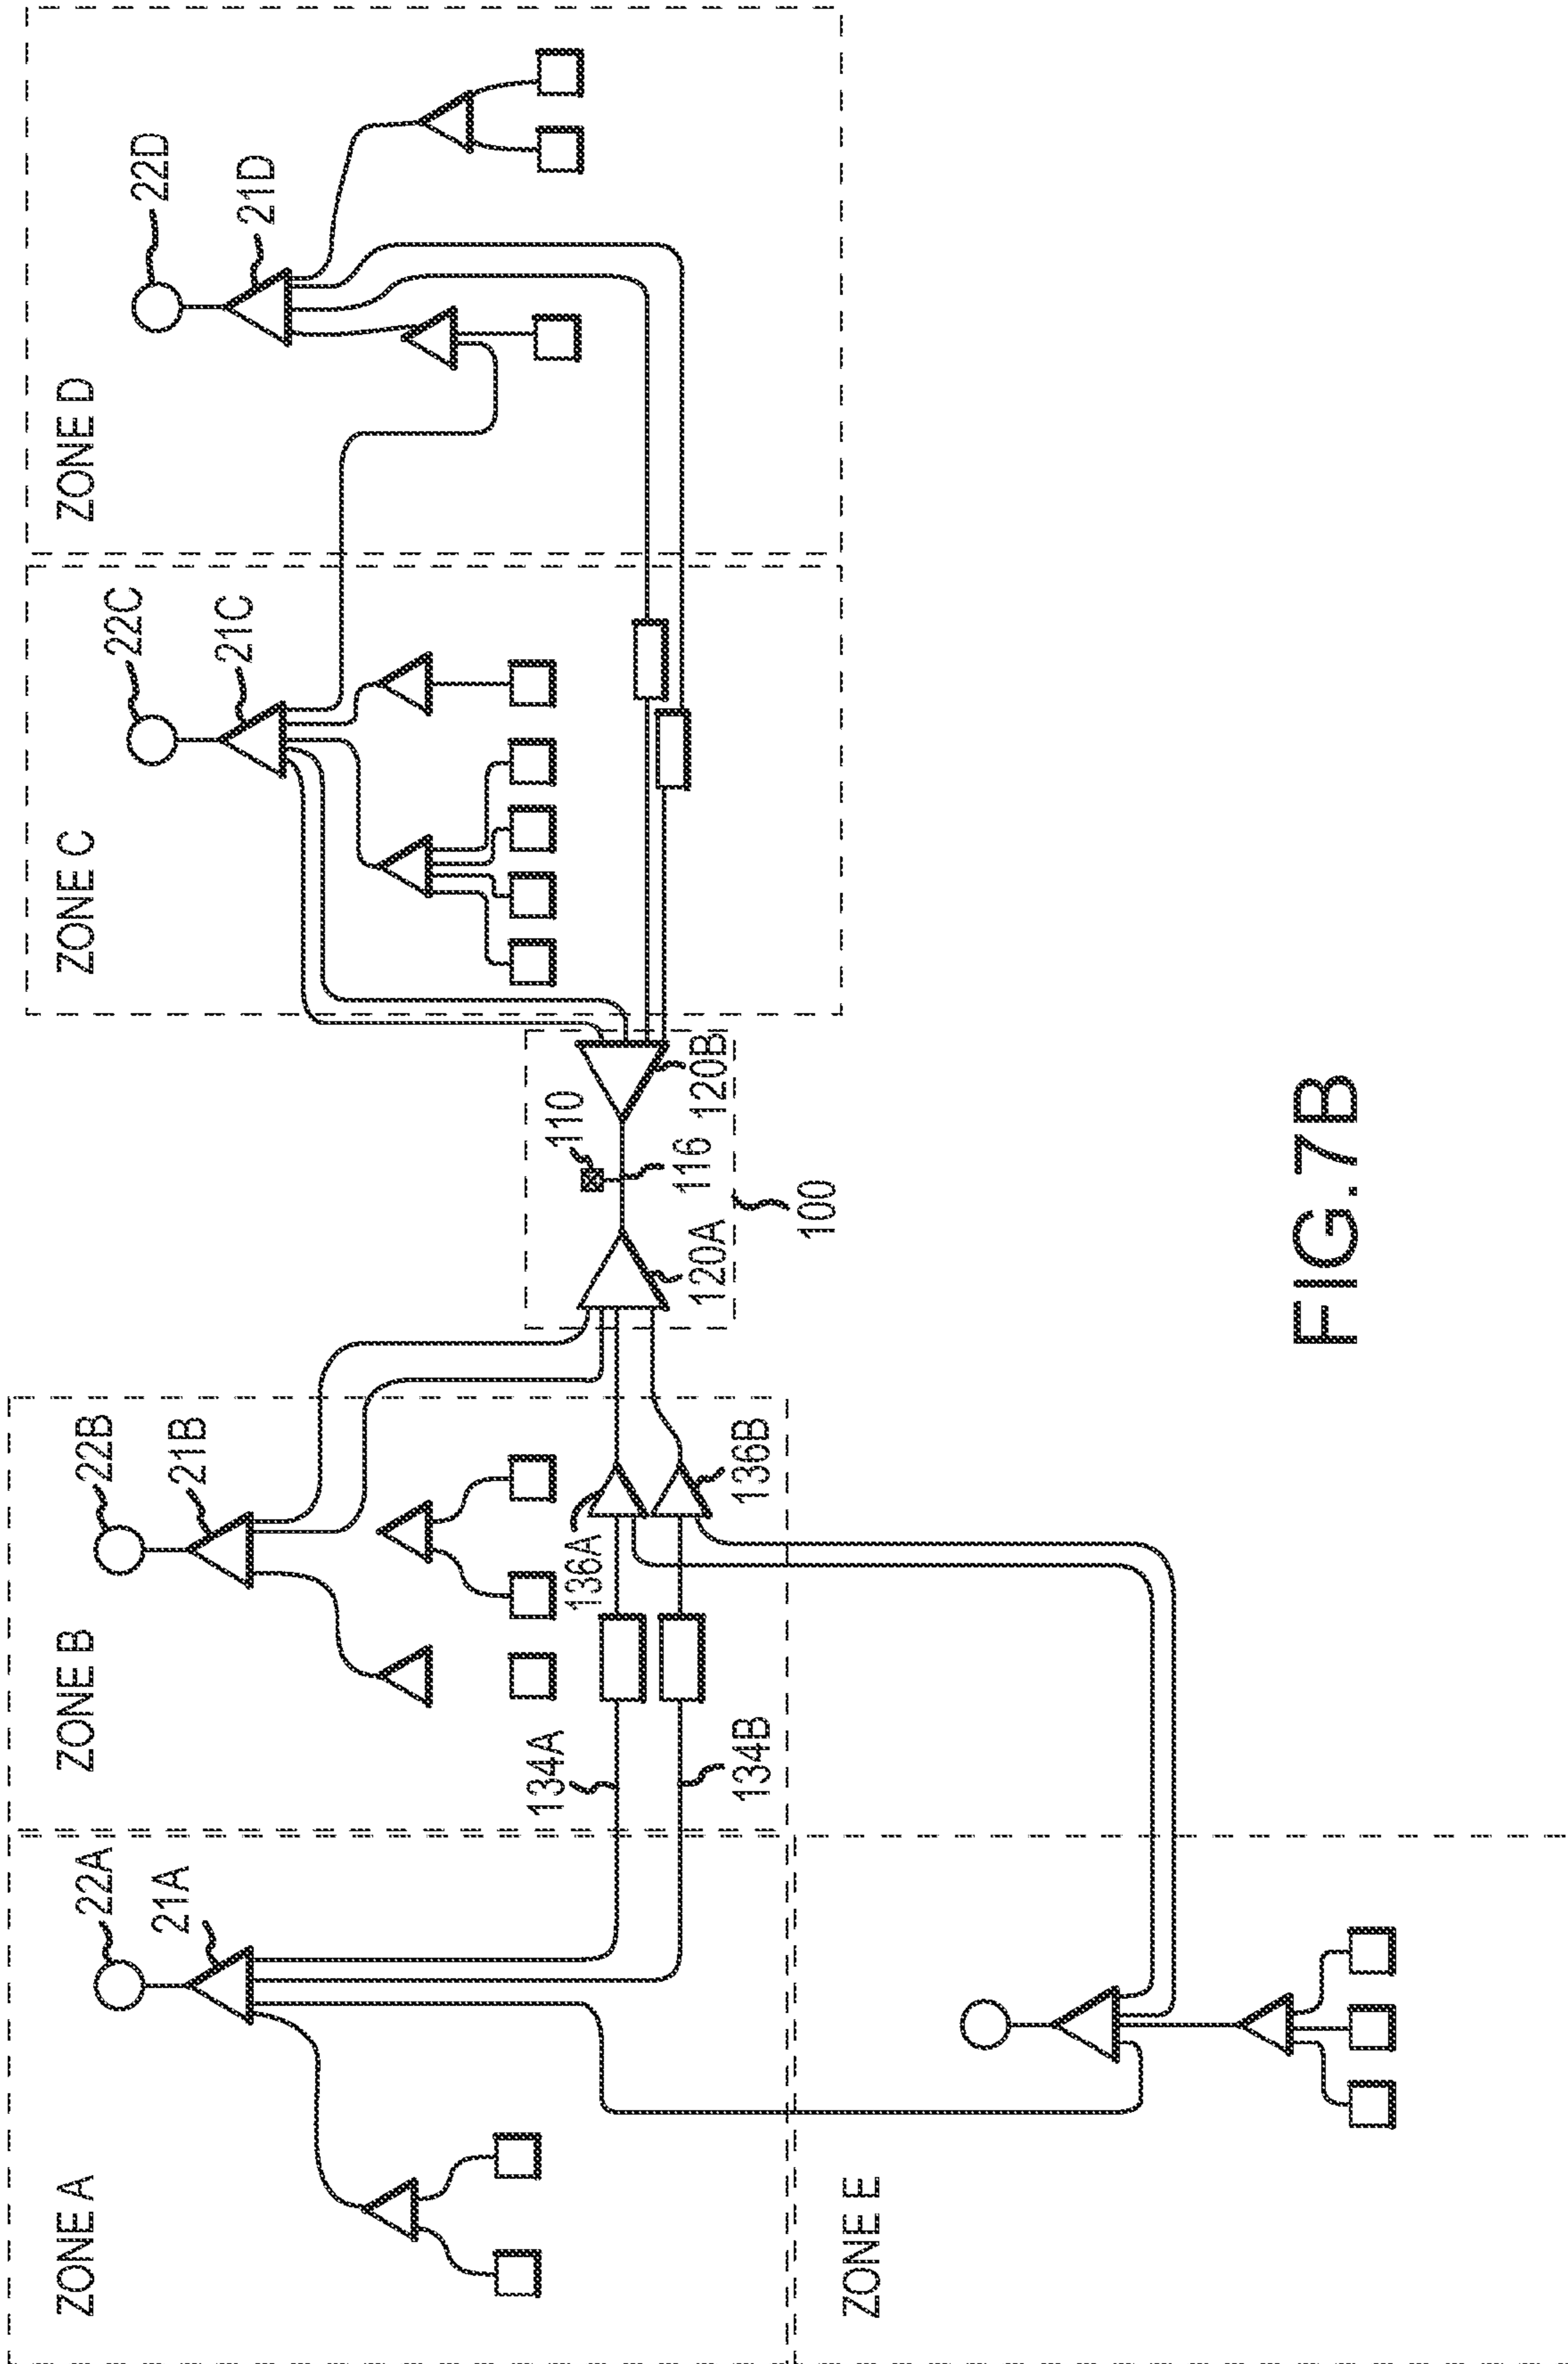 ZONE A
22A
21A
ZONE B
22B
21B
134A
134B
136A
136B
ZONE C
22C
21C
ZONE D
22D
21D
110
116
120A
120B
100
ZONE E
FIG.7B